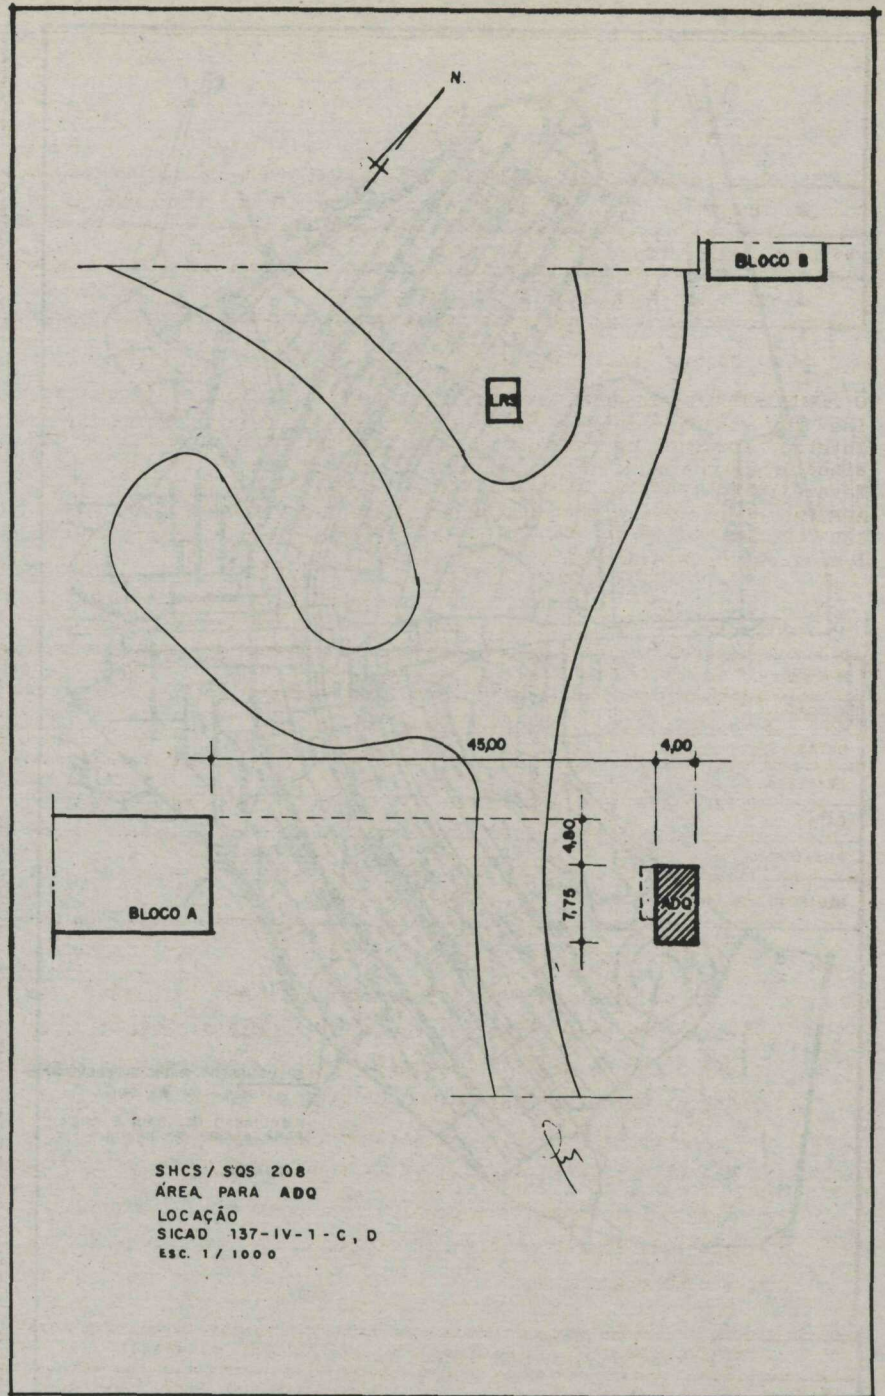 N.
BLOCO B
LRS
45,00
4,00
4,80
7,75
BLOCO A
ADQ
SHCS/ SQS 208
ÁREA PARA ADQ
LOCAÇÃO
SICAD 137-IV-1-C, D
ESC. 1/1000